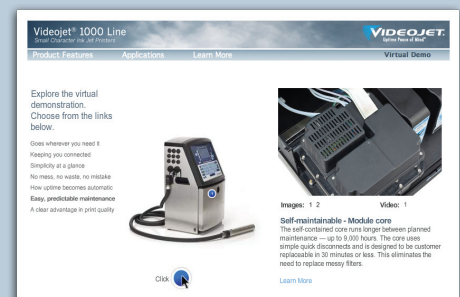 Videojet® 1000 Line
Small Character Ink Jet Printers
VIDEOJET.
Uptime Peace of Mind™
Product Features Applications Learn More Virtual Demo
Explore the virtual
demonstration.
Choose from the links
below.
Goes wherever you need it
Keeping you connected
Simplicity at a glance
No mess, no waste, no mistake
How uptime becomes automatic
Easy, predictable maintenance
A clear advantage in print quality
Click
Images: 1 2 Video: 1
Self-maintainable - Module core
The self-contained core runs longer between planned
maintenance — up to 9,000 hours. The core uses
simple quick disconnects and is designed to be customer
replaceable in 30 minutes or less. This eliminates the
need to replace messy filters.
Learn More